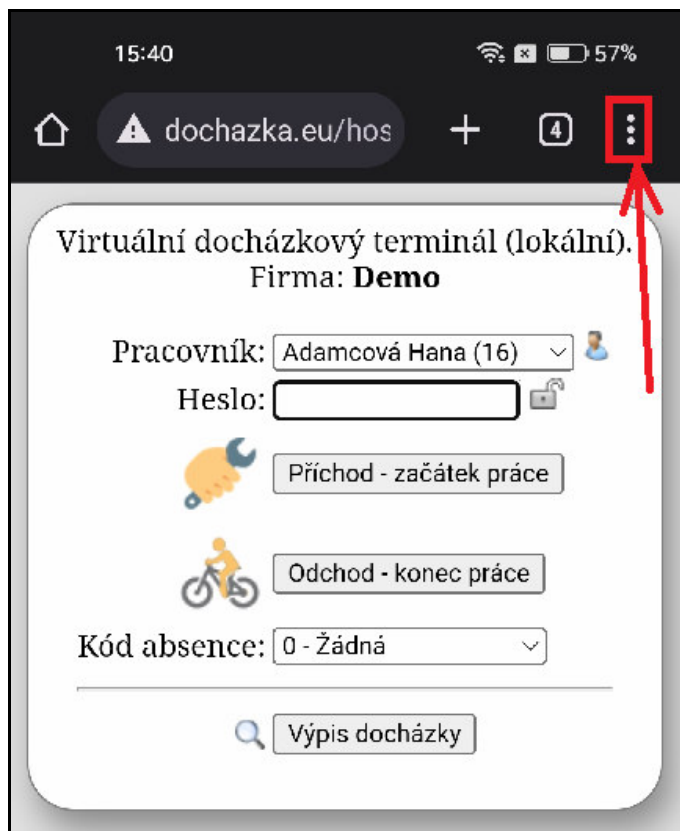 15:40 57%
dochazka.eu/hos 4
Virtuální docházkový terminál (lokální).
Firma: Demo
Pracovník: Adamcová Hana (16)
Heslo:
Příchod - začátek práce
Odchod - konec práce
Kód absence: 0 - Žádná
Výpis docházky